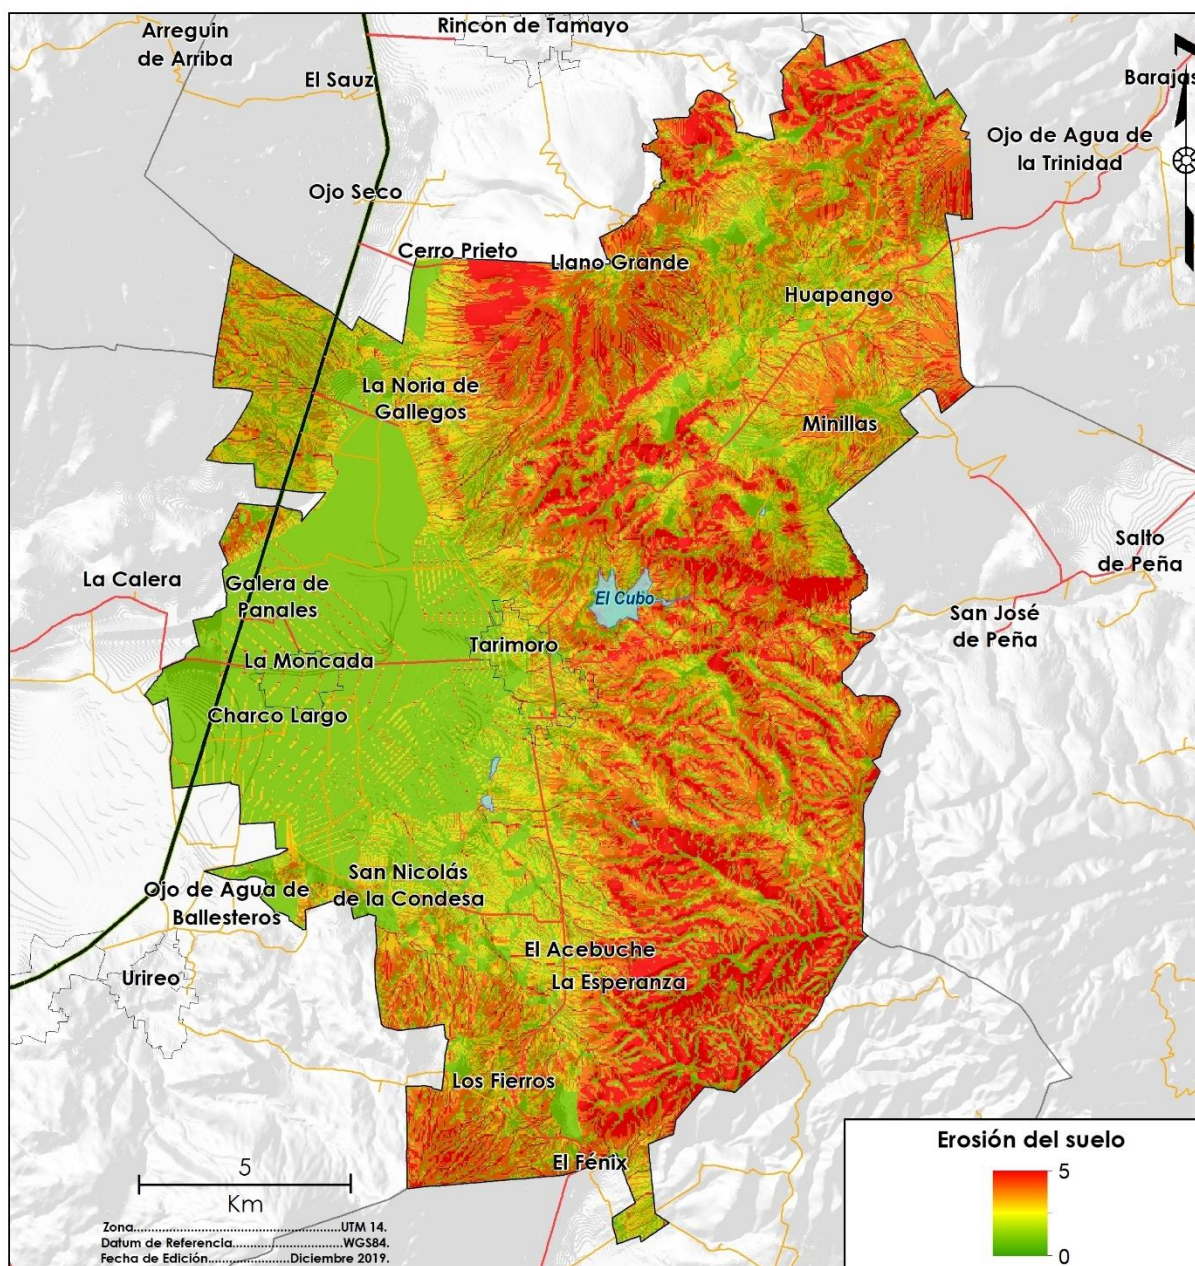 Arreguin
de Arriba
Rincon de Tamayo
El Sauz
Barajas
Ojo de Agua de
la Trinidad
Ojo Seco
Cerro Prieto
Llano Grande
Huapango
La Noria de
Gallegos
Minillas
Salto
de Peña
La Calera
Galera de
Panales
El Cubo
San José
de Peña
Tarimoro
La Moncada
Charco Largo
San Nicolás
de la Condesa
Ojo de Agua de
Ballesteros
El Acebuche
Urireo
La Esperanza
Los Fierros
El Fénix
Erosión del suelo
5
0
5
Km
Zona..............................................UTM 14.
Datum de Referencia......................WGS84.
Fecha de Edición................Diciembre 2019.